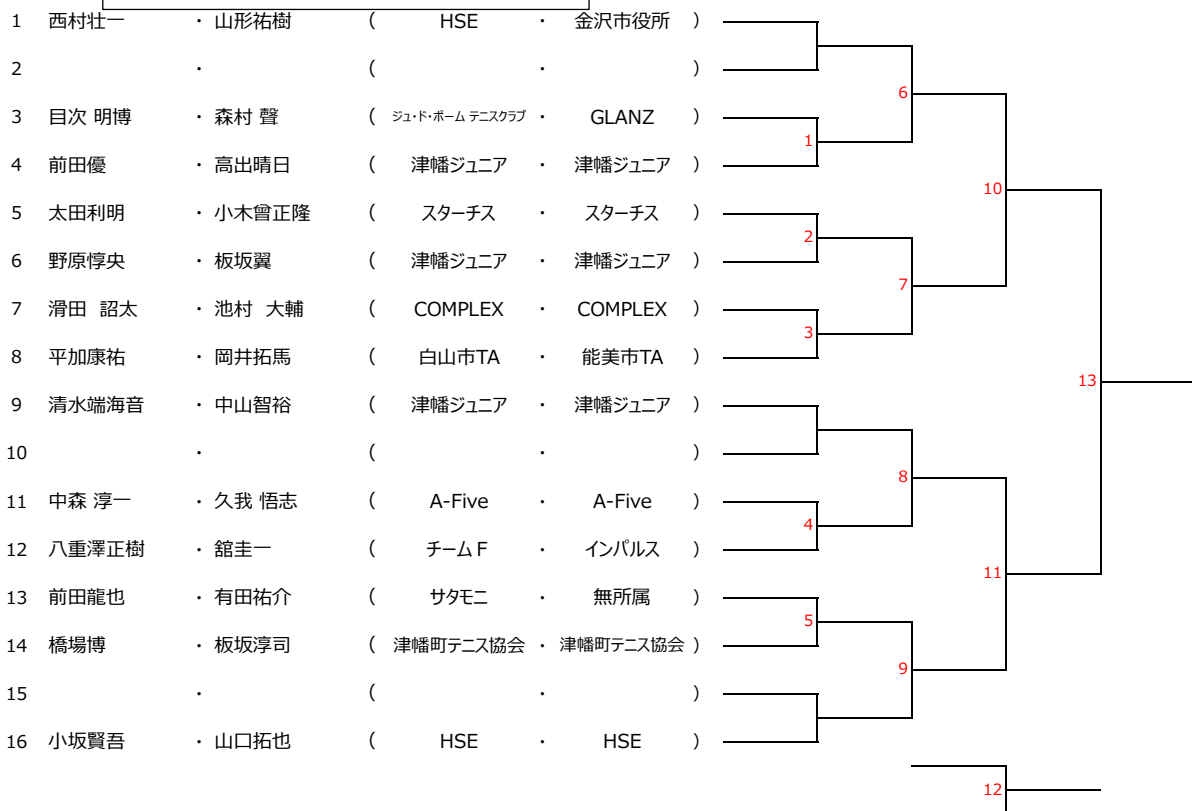 1 西村壮一 ・ 山形祐樹 ( HSE ・ 金沢市役所 )
2 ・ ( ・ )
6
3 目次 明博 ・ 森村 聲 ( ジュ・ド・ポーム テニスクラブ ・ GLANZ )
1
4 前田優 ・ 高出晴日 ( 津幡ジュニア ・ 津幡ジュニア )
10
5 太田利明 ・ 小木曾正隆 ( スターチス ・ スターチス )
2
6 野原惇央 ・ 板坂翼 ( 津幡ジュニア ・ 津幡ジュニア )
7
7 滑田 詔太 ・ 池村 大輔 ( COMPLEX ・ COMPLEX )
3
8 平加康祐 ・ 岡井拓馬 ( 白山市TA ・ 能美市TA )
13
9 清水端海音 ・ 中山智裕 ( 津幡ジュニア ・ 津幡ジュニア )
10 ・ ( ・ )
8
11 中森 淳一 ・ 久我 悟志 ( A-Five ・ A-Five )
4
12 八重澤正樹 ・ 舘圭一 ( チームF ・ インパルス )
11
13 前田龍也 ・ 有田祐介 ( サタモニ ・ 無所属 )
5
14 橋場博 ・ 板坂淳司 ( 津幡町テニス協会 ・ 津幡町テニス協会 )
9
15 ・ ( ・ )
16 小坂賢吾 ・ 山口拓也 ( HSE ・ HSE )
12